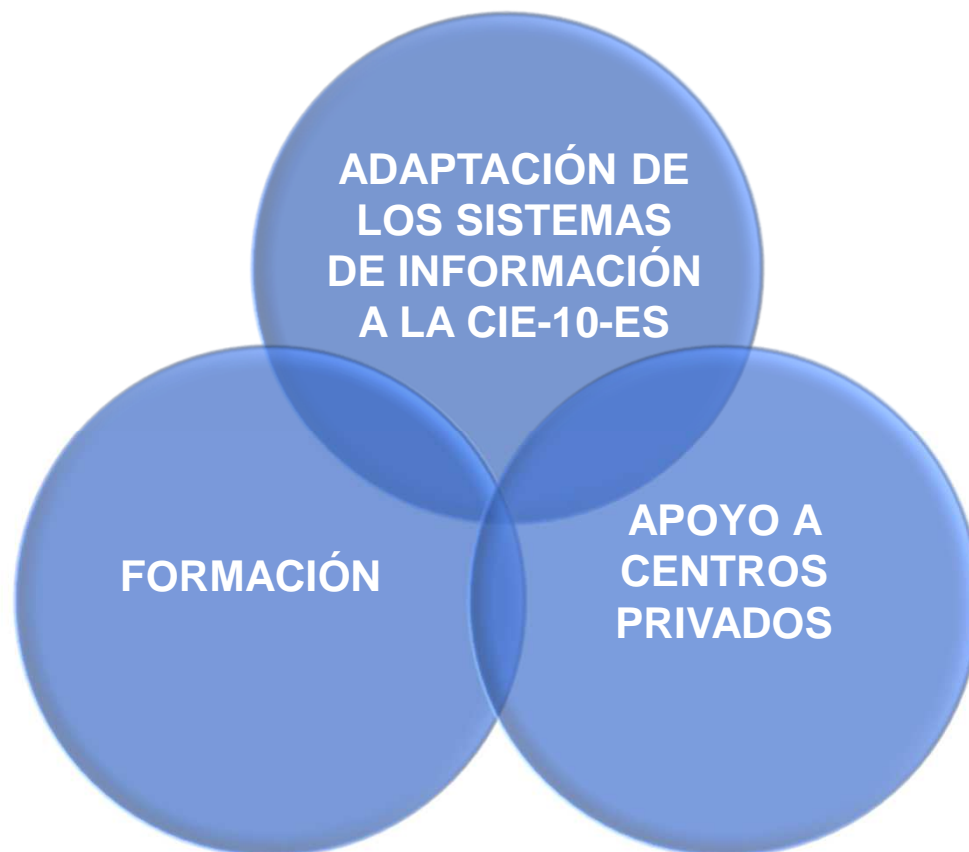 ADAPTACIÓN DE
LOS SISTEMAS
DE INFORMACIÓN
A LA CIE-10-ES
FORMACIÓN
APOYO A
CENTROS
PRIVADOS